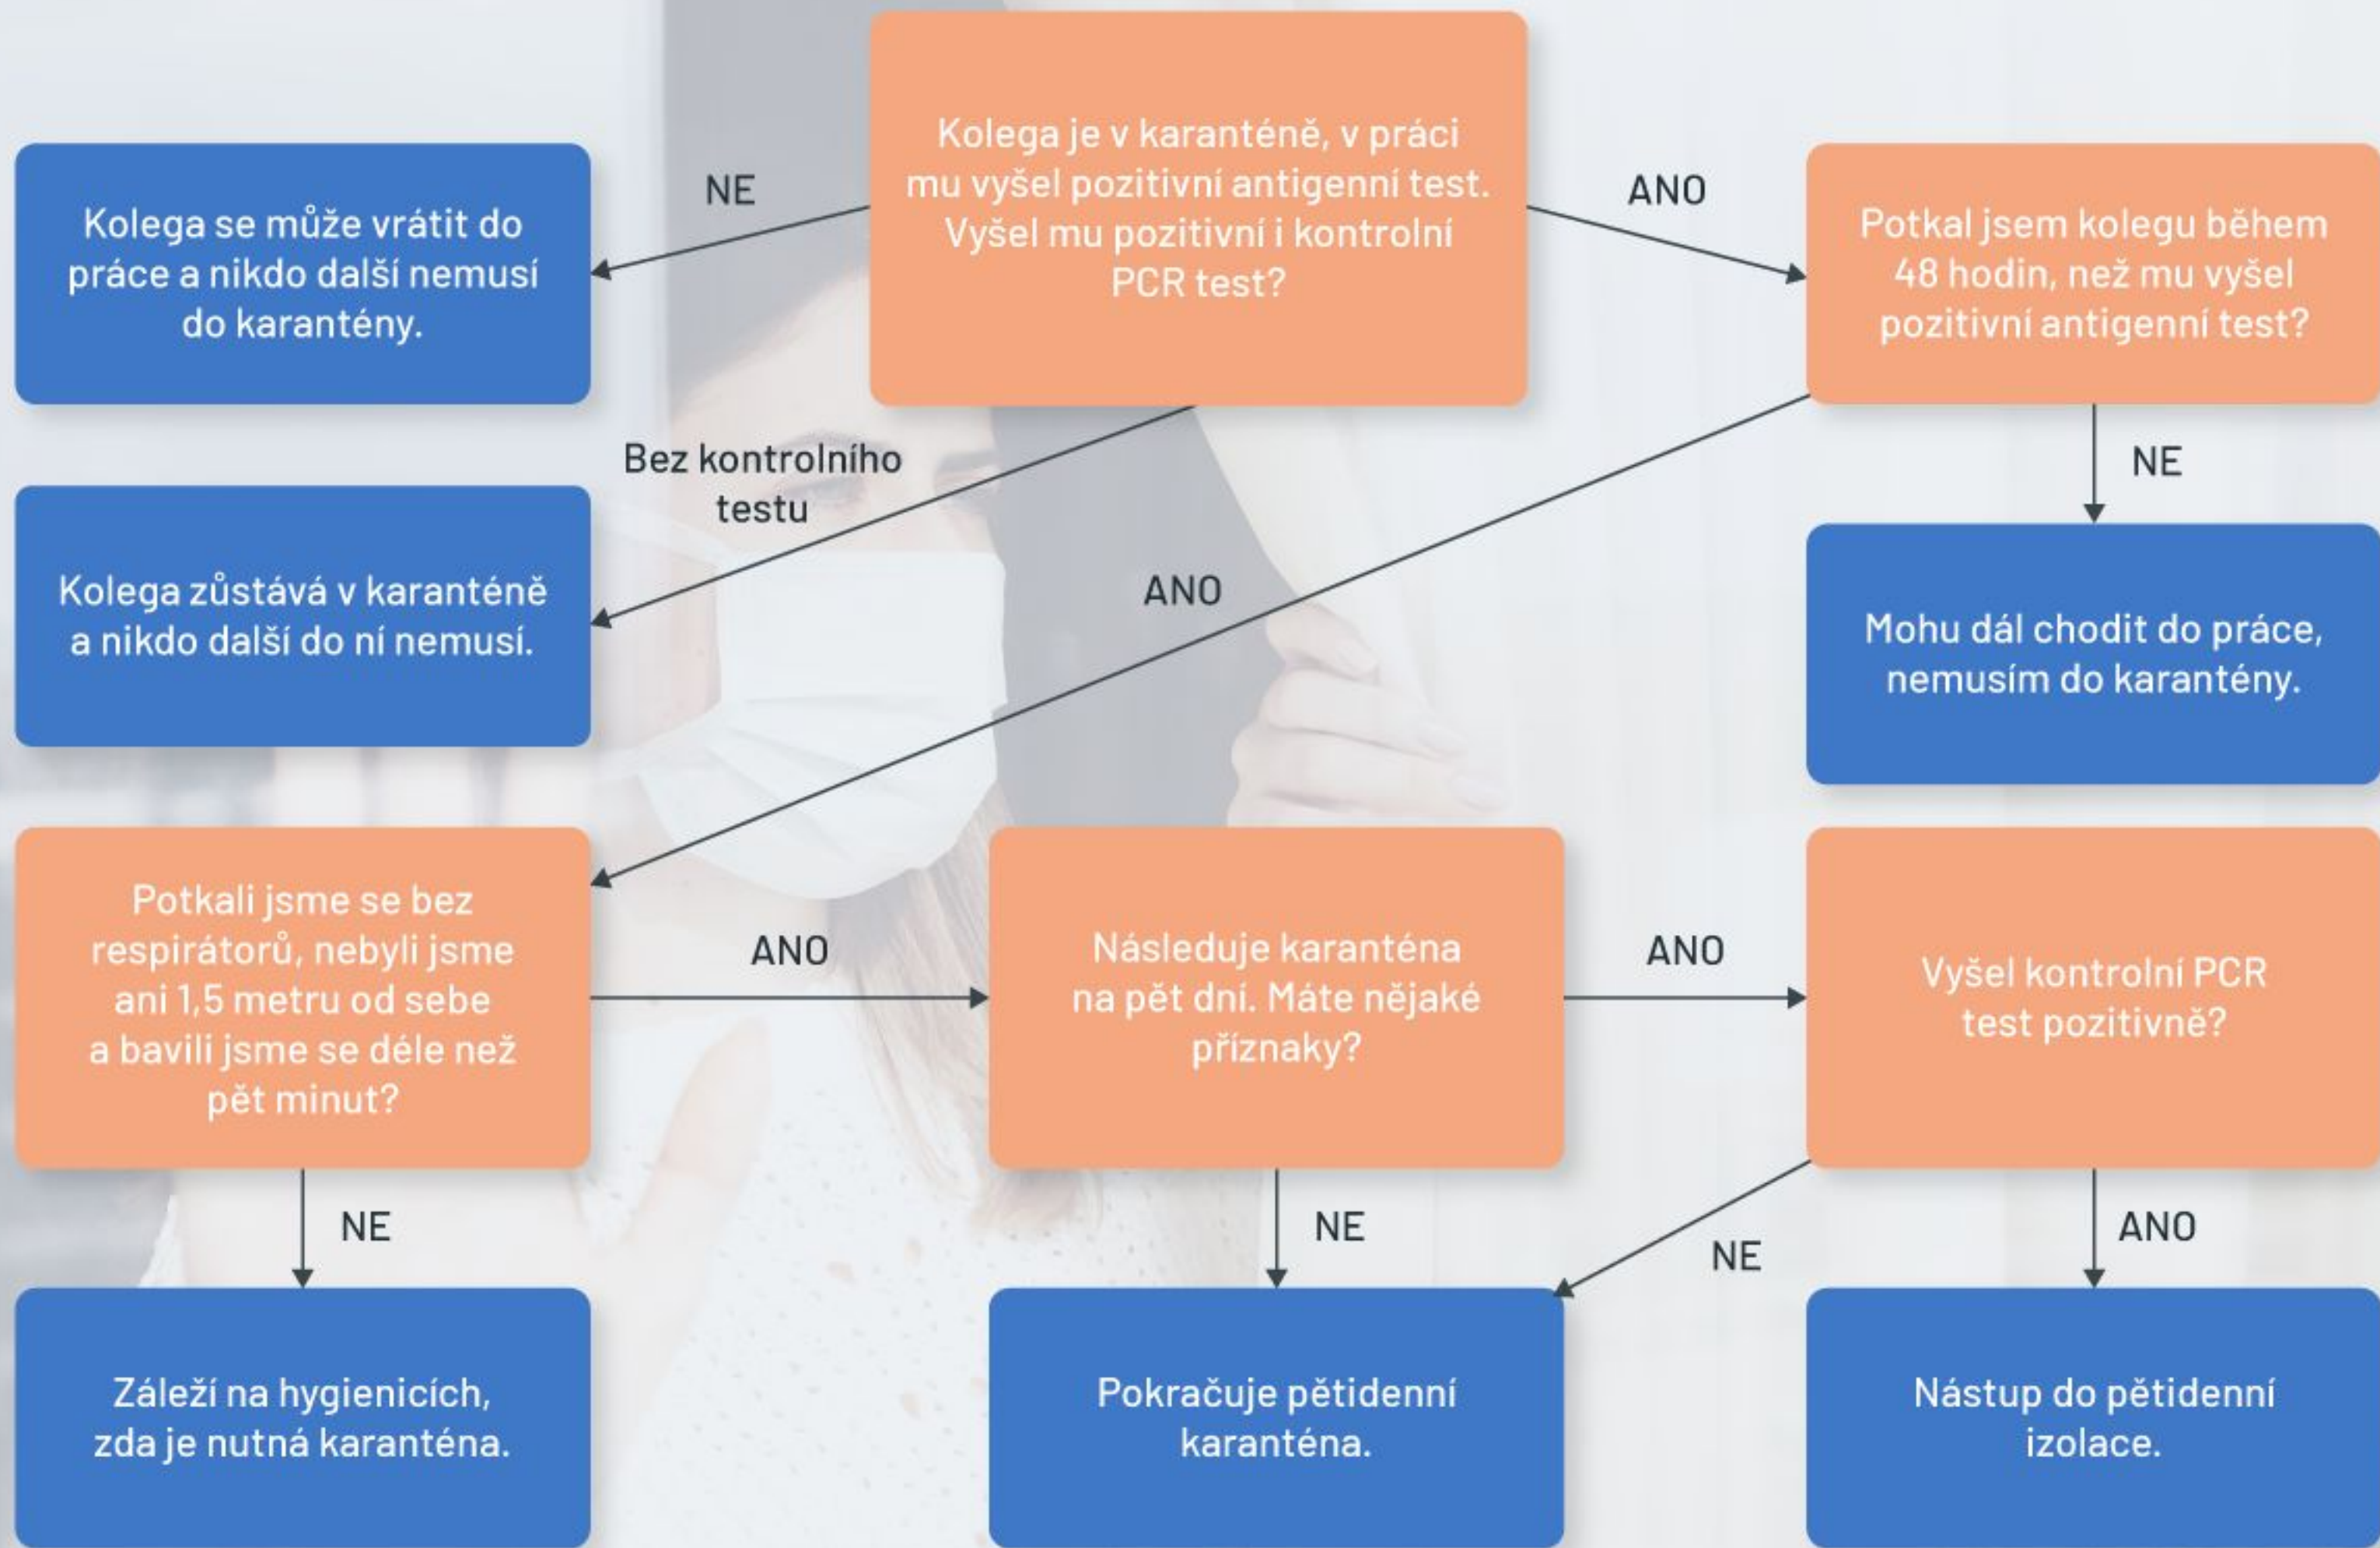 Kolega je v karanténě, v práci
mu vyšel pozitivní antigenní test.
Vyšel mu pozitivní i kontrolní
PCR test?
NE
ANO
Kolega se může vrátit do
práce a nikdo další nemusí
do karantény.
Potkal jsem kolegu během
48 hodin, než mu vyšel
pozitivní antigenní test?
Bez kontrolního
testu
NE
Kolega zůstává v karanténě
a nikdo další do ní nemusí.
ANO
Mohu dál chodit do práce,
nemusím do karantény.
Potkali jsme se bez
respirátorů, nebyli jsme
ani 1,5 metru od sebe
a bavili jsme se déle než
pět minut?
ANO
Následuje karanténa
na pět dní. Máte nějaké
příznaky?
ANO
Vyšel kontrolní PCR
test pozitivně?
NE
NE
NE
ANO
Záleží na hygienicích,
zda je nutná karanténa.
Pokračuje pětidenní
karanténa.
Nástup do pětidenní
izolace.